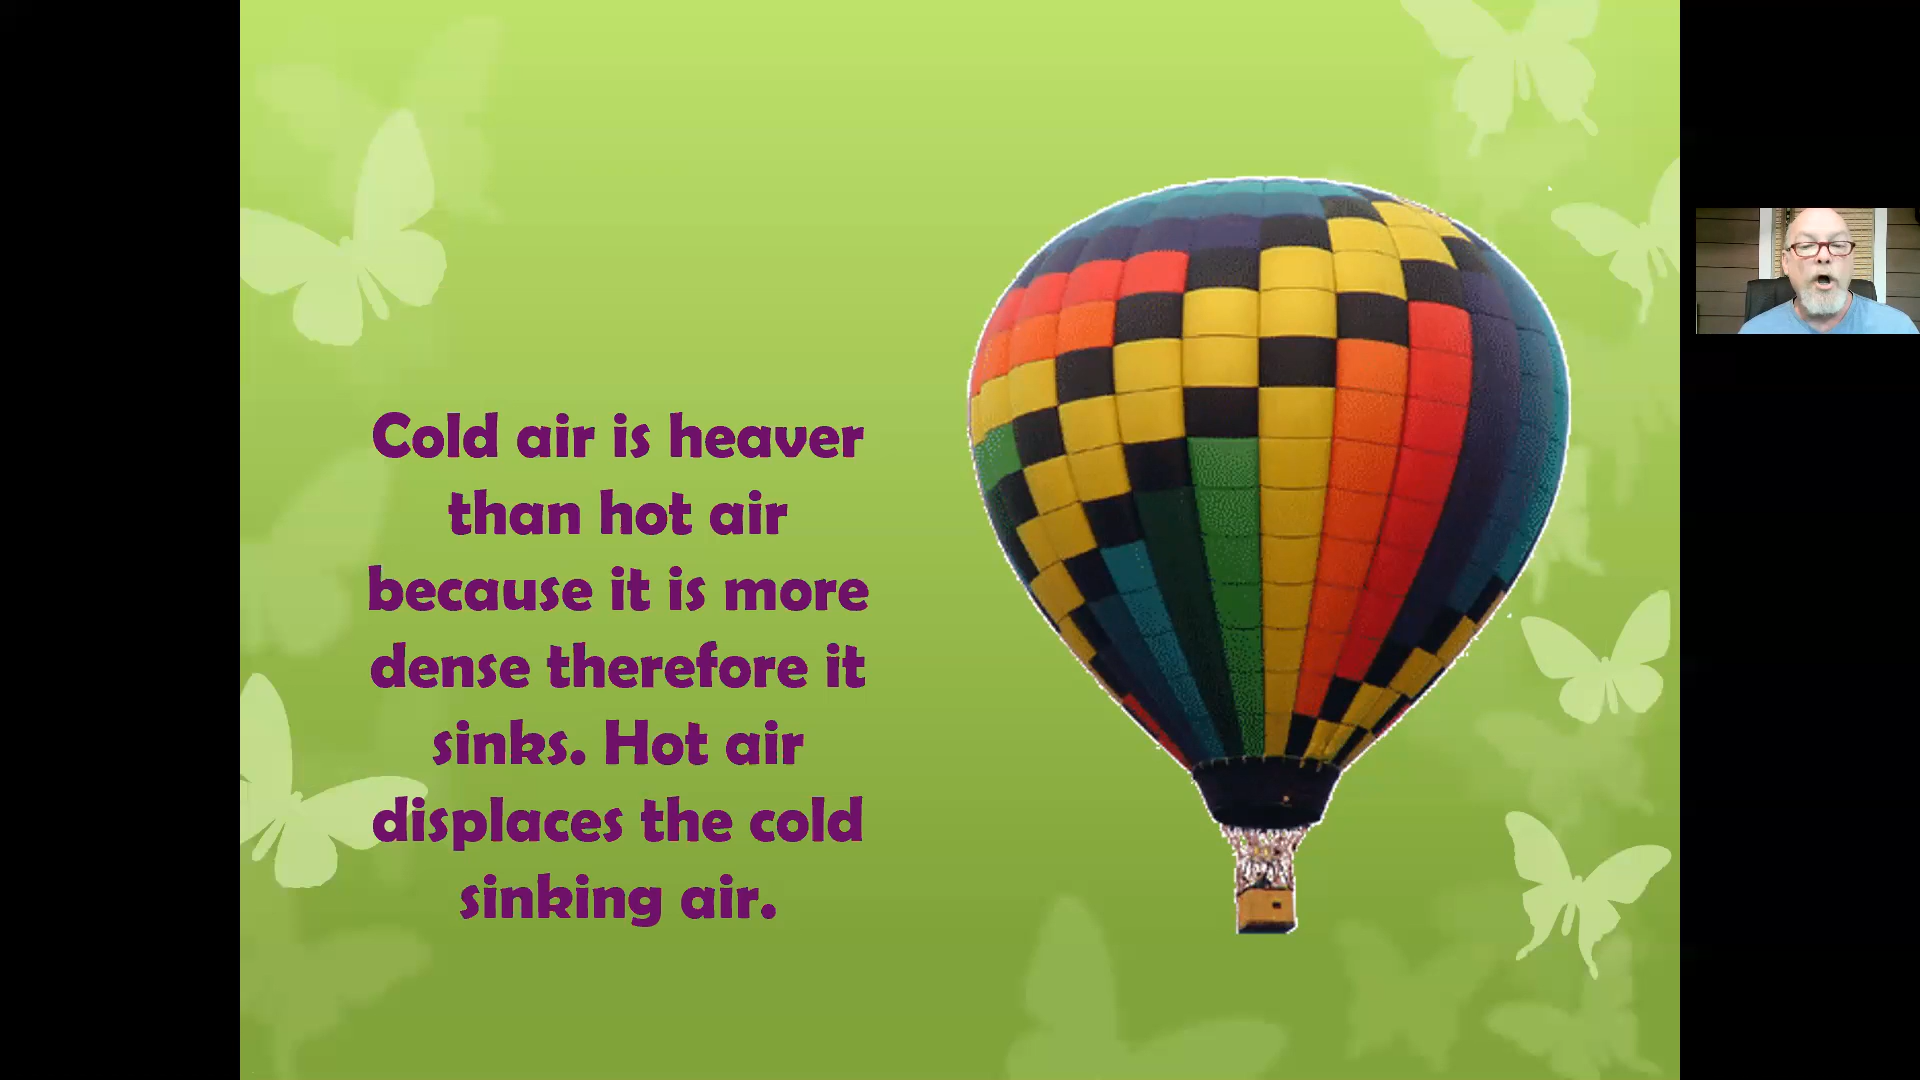 Cold air is heaver
than hot air
because it is more
dense therefore it
sinks. Hot air
displaces the cold
sinking air.